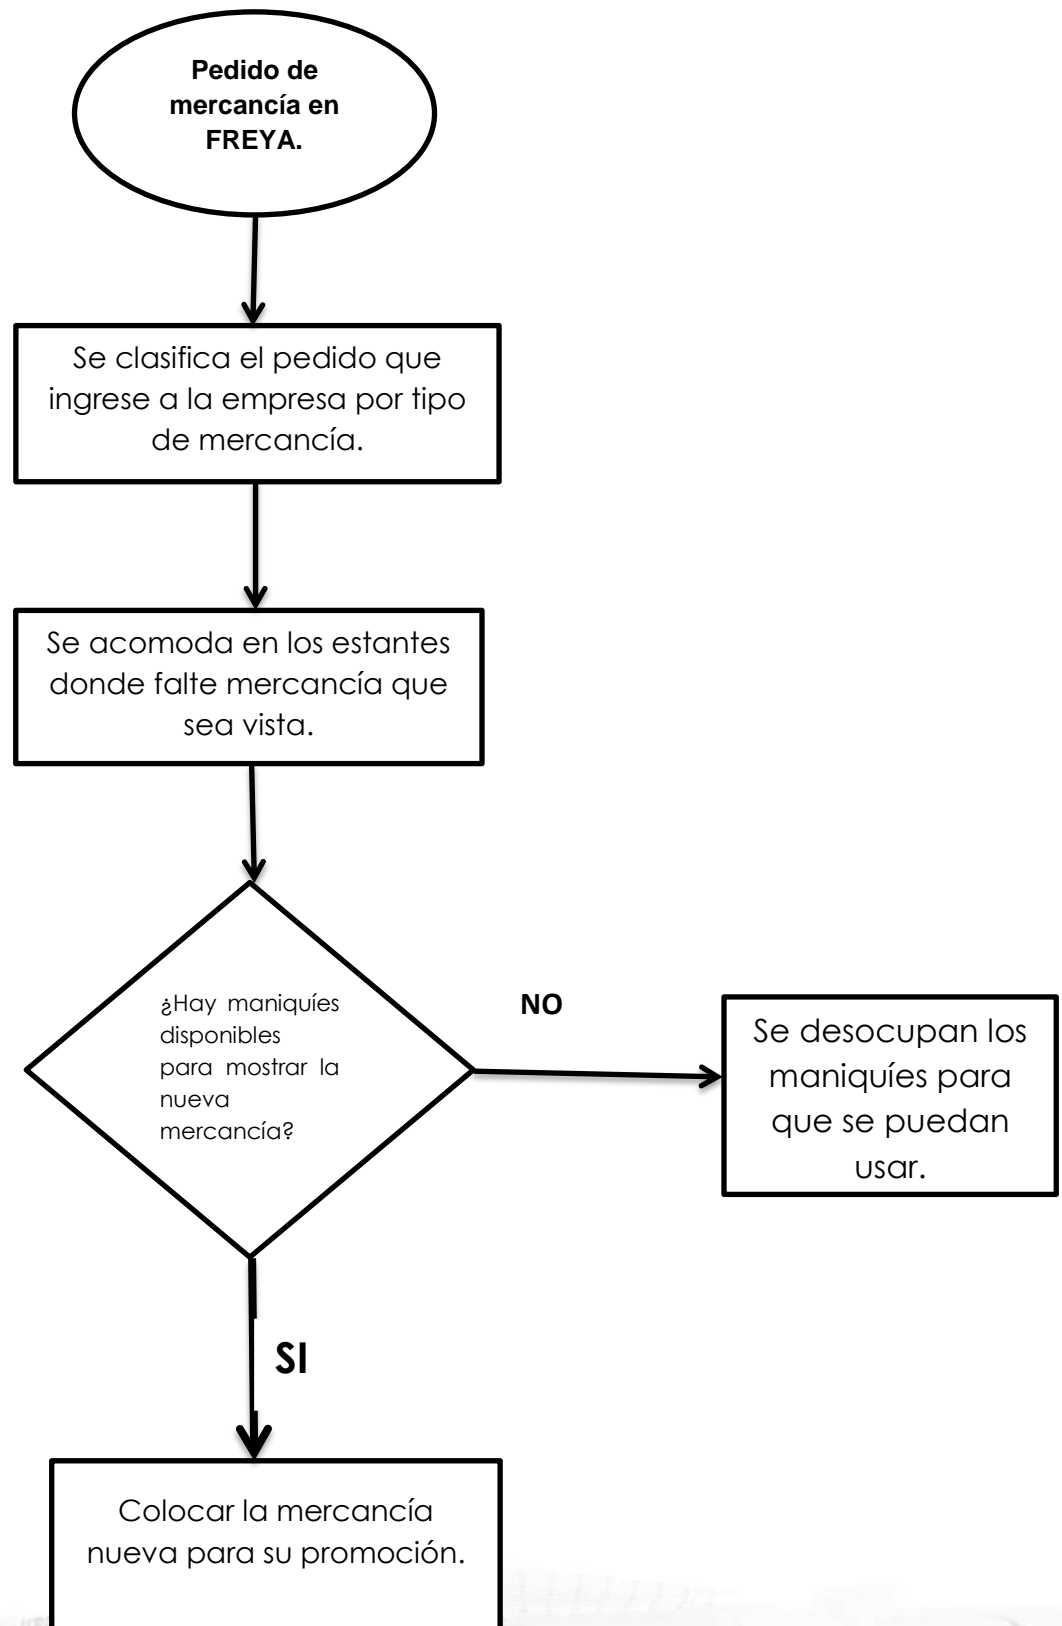 Pedido de
mercancía en
FREYA.
Se clasifica el pedido que
ingrese a la empresa por tipo
de mercancía.
Se acomoda en los estantes
donde falte mercancía que
sea vista.
¿Hay maniquíes
disponibles
para mostrar la
nueva
mercancía?
NO
Se desocupan los
maniquíes para
que se puedan
usar.
SI
Colocar la mercancía
nueva para su promoción.